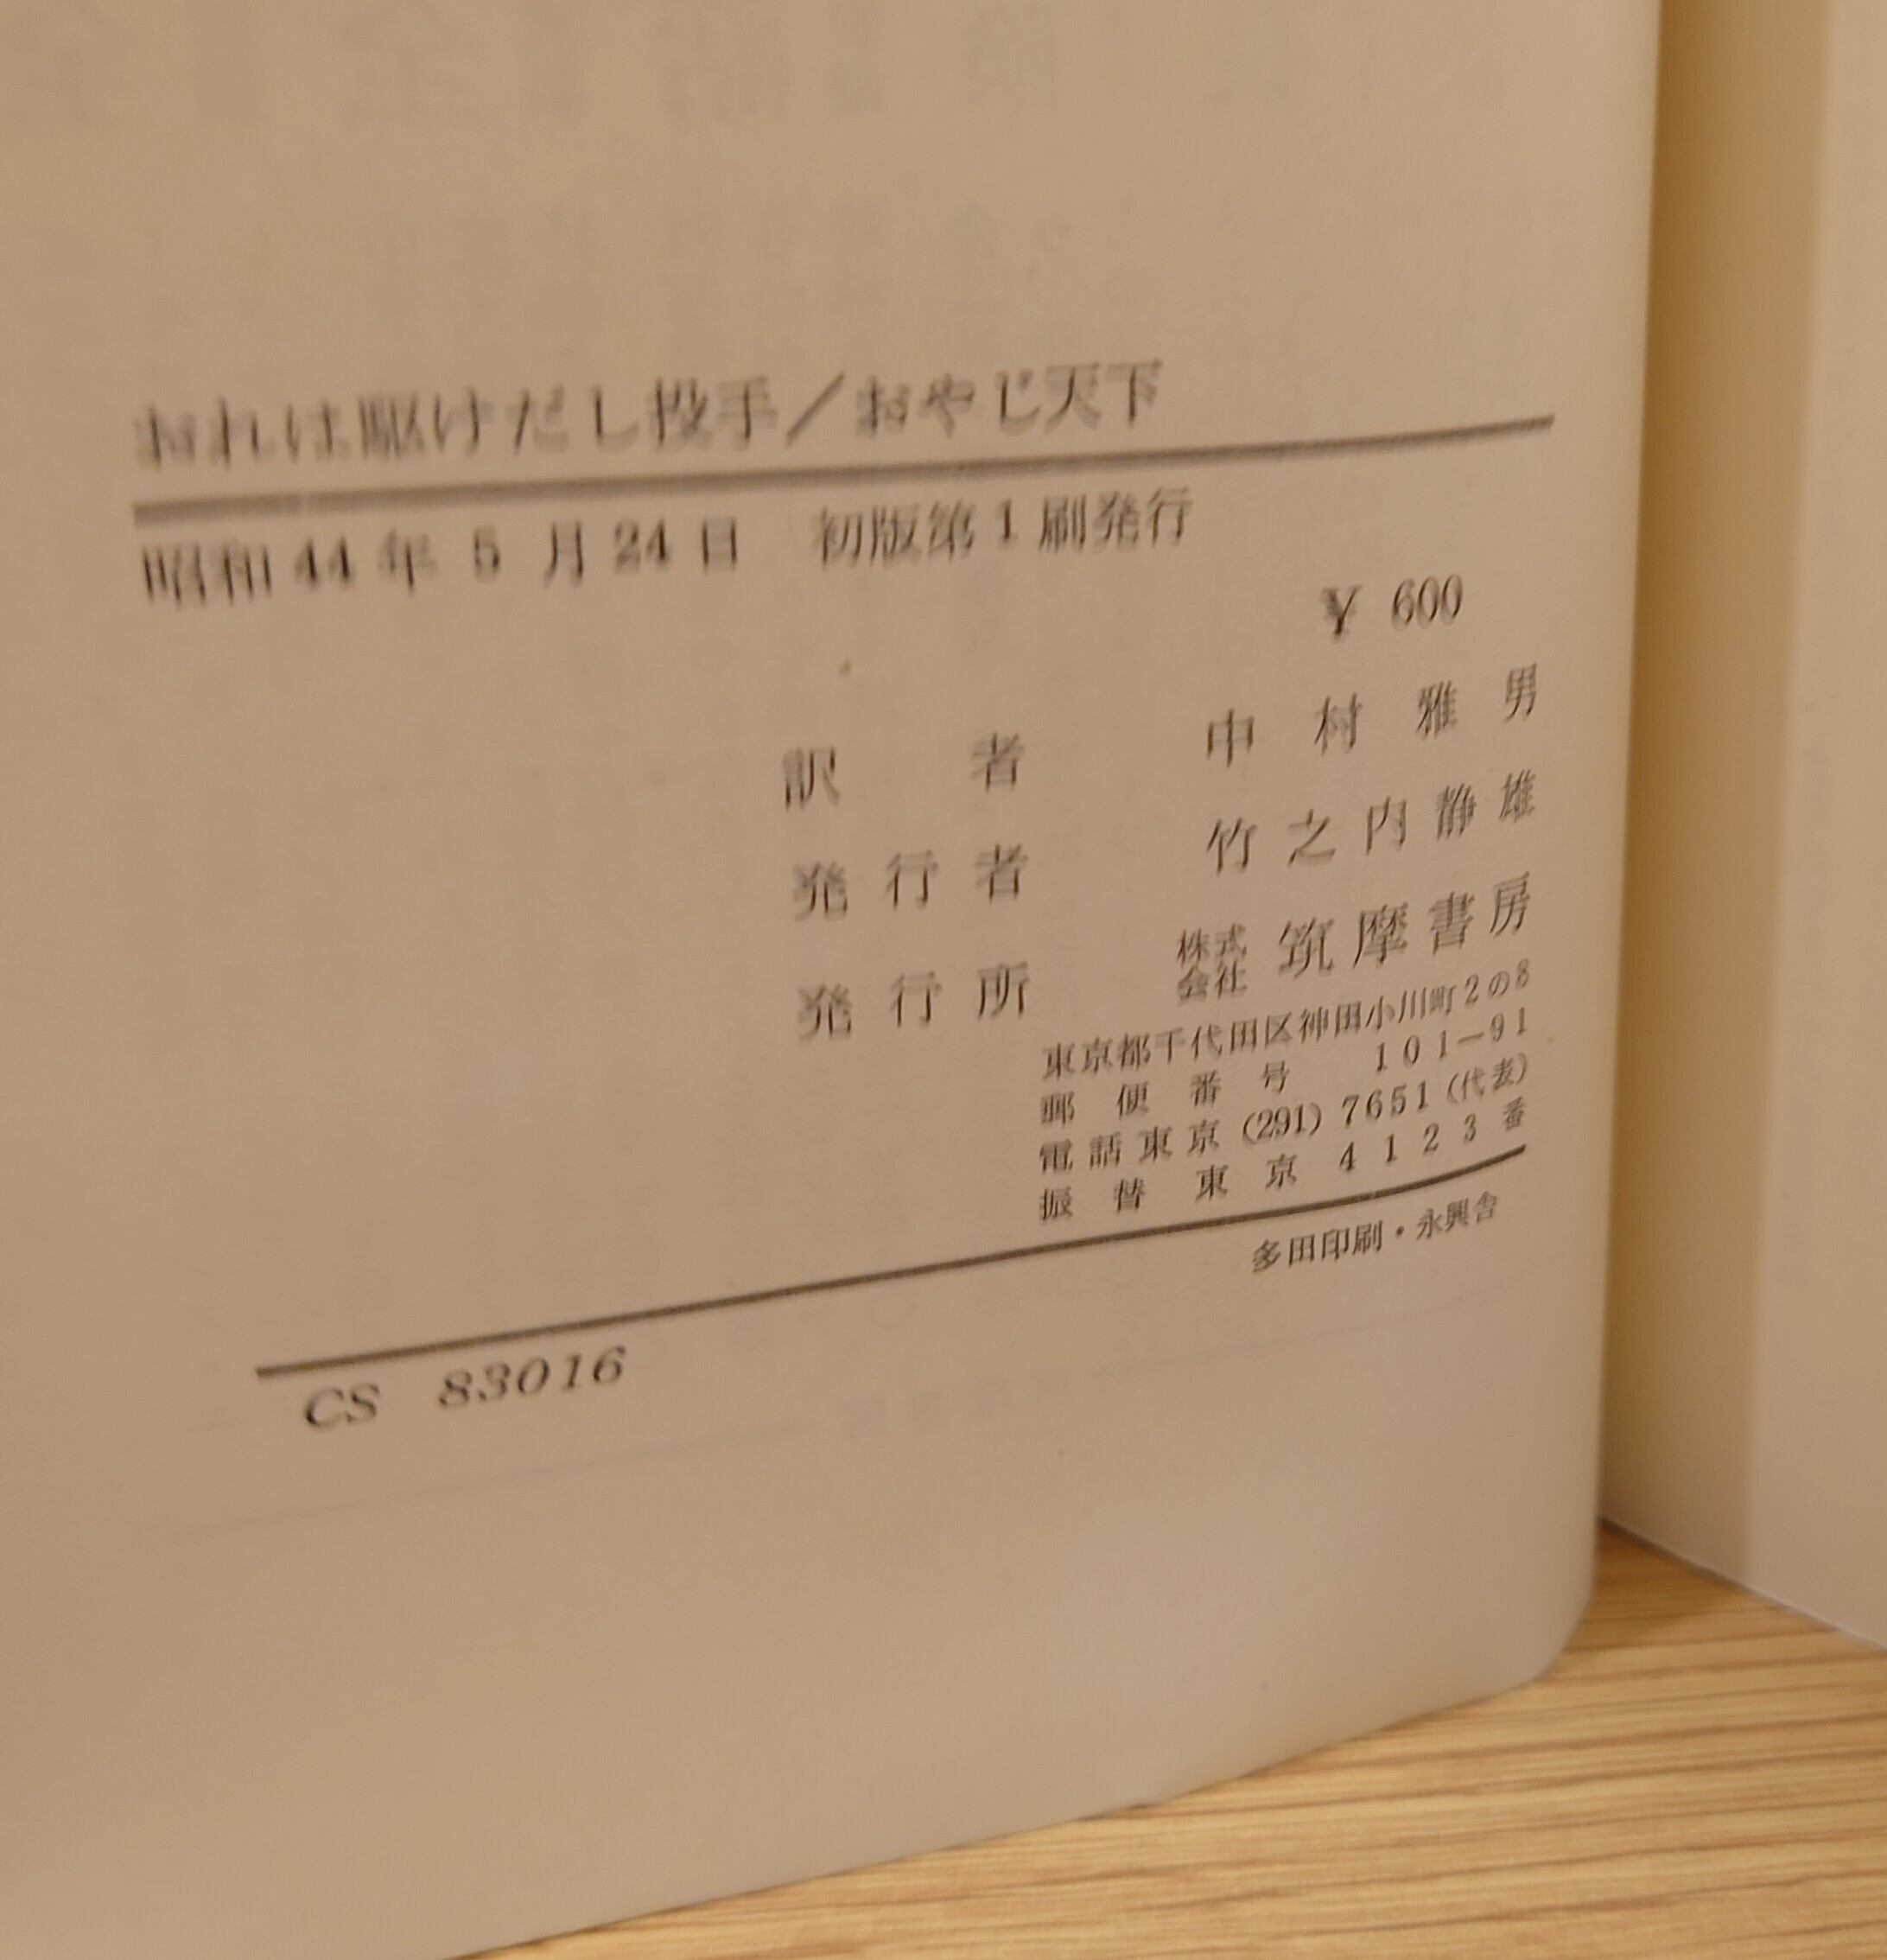 おれは駆けだし投手／おやじ天下
昭和44年 5 月 24 日　初版第 1 刷発行
¥ 600
訳者　中村雅男
発行者　竹之内静雄
発行所　株式会社 筑摩書房
東京都千代田区神田小川町2の8
郵便番号　101－91
電話東京 (291) 7651 (代表)
振替東京 4123番
多田印刷・永興舎
CS 83016